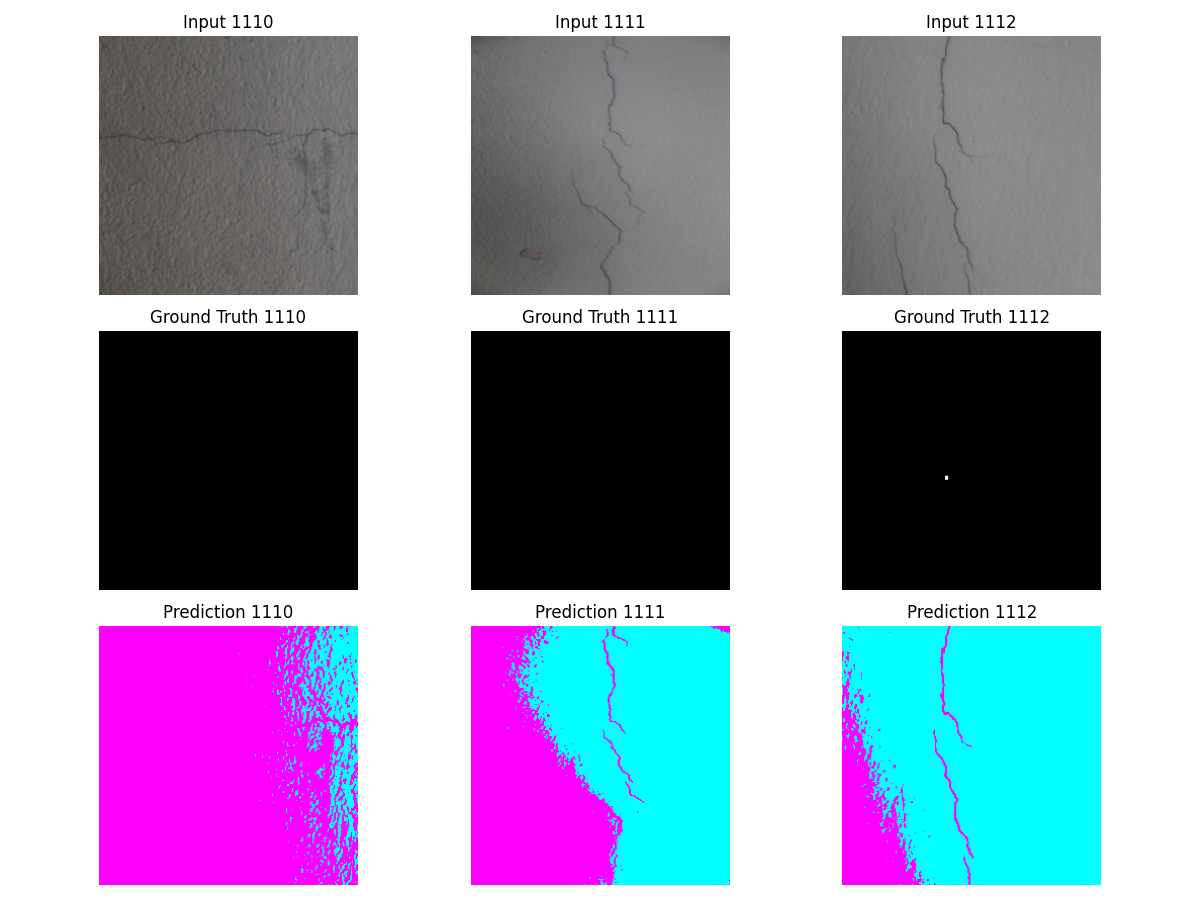 Input 1110
Input 1111
Input 1112
Ground Truth 1110
Ground Truth 1111
Ground Truth 1112
Prediction 1110
Prediction 1111
Prediction 1112